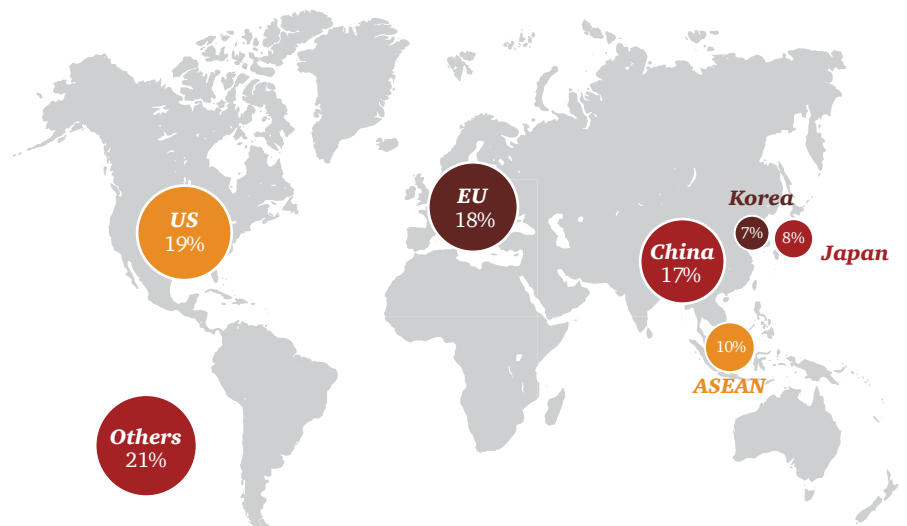 US
19%
EU
18%
Korea
7%
8%
Japan
China
17%
10%
ASEAN
Others
21%